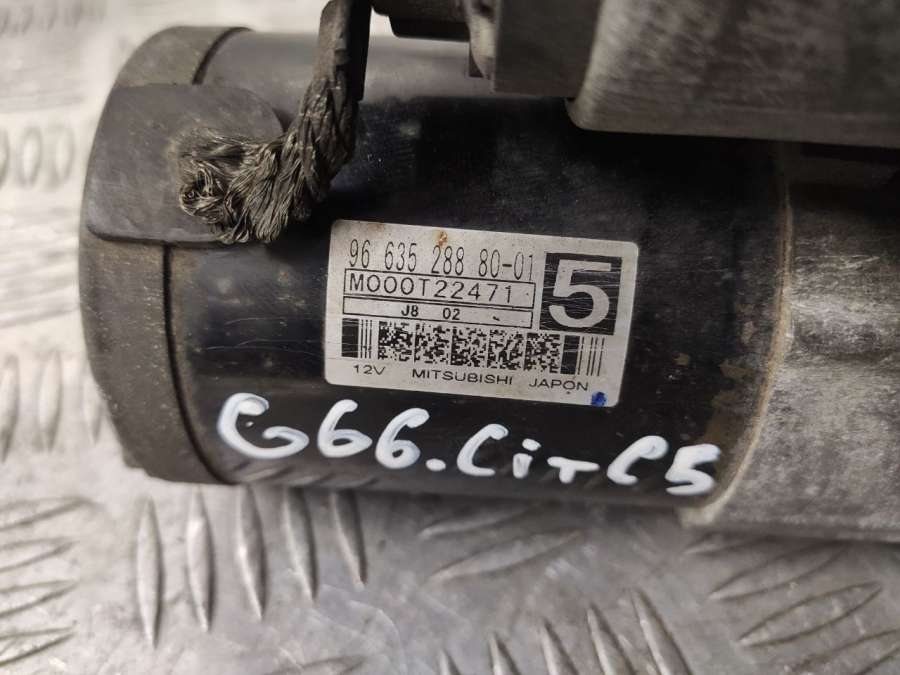 96 635 288 80-01
M000T22471
5
J8 02
12V MITSUBISHI JAPON
G66.Cit C5